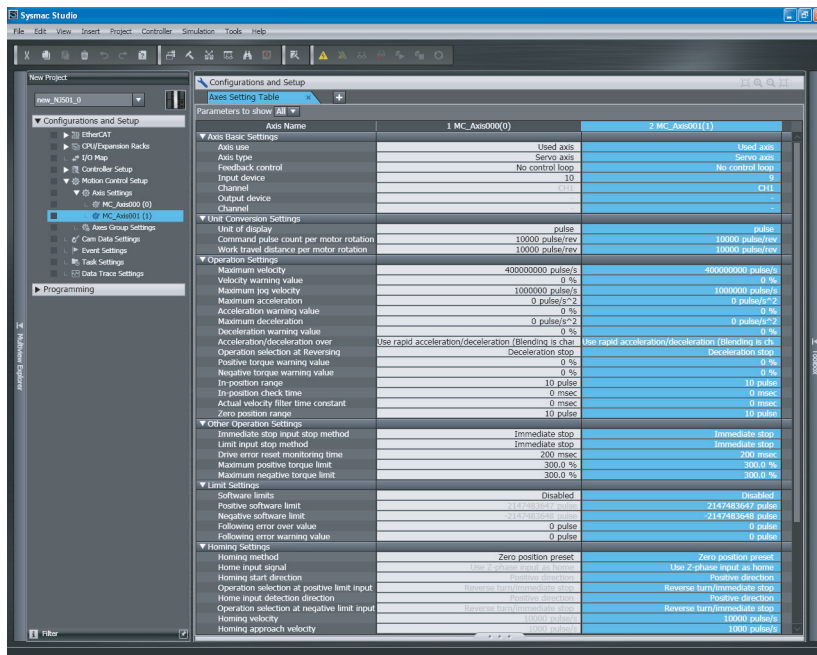 Sysmac Studio
File Edit View Insert Project Controller Simulation Tools Help
New Project
new_NJ501_0
Configurations and Setup
EtherCAT
CPU/Expansion Racks
I/O Map
Controller Setup
Motion Control Setup
Axis Settings
MC_Axis000 (0)
MC_Axis001 (1)
Axes Group Settings
Cam Data Settings
Event Settings
Task Settings
Data Trace Settings
Programming
Filter
Multiview Explorer
Configurations and Setup
Axes Setting Table × +
Parameters to show All
Axis Name 1 MC_Axis000(0) 2 MC_Axis001(1)
Axis Basic Settings
Axis use Used axis Used axis
Axis type Servo axis Servo axis
Feedback control No control loop No control loop
Input device 10 9
Channel CH1 CH1
Output device - -
Channel - -
Unit Conversion Settings
Unit of display pulse pulse
Command pulse count per motor rotation 10000 pulse/rev 10000 pulse/rev
Work travel distance per motor rotation 10000 pulse/rev 10000 pulse/rev
Operation Settings
Maximum velocity 400000000 pulse/s 400000000 pulse/s
Velocity warning value 0 % 0 %
Maximum jog velocity 1000000 pulse/s 1000000 pulse/s
Maximum acceleration 0 pulse/s^2 0 pulse/s^2
Acceleration warning value 0 % 0 %
Maximum deceleration 0 pulse/s^2 0 pulse/s^2
Deceleration warning value 0 % 0 %
Acceleration/deceleration over Use rapid acceleration/deceleration (Blending is char Use rapid acceleration/deceleration (Blending is ch
Operation selection at Reversing Deceleration stop Deceleration stop
Positive torque warning value 0 % 0 %
Negative torque warning value 0 % 0 %
In-position range 10 pulse 10 pulse
In-position check time 0 msec 0 msec
Actual velocity filter time constant 0 msec 0 msec
Zero position range 10 pulse 10 pulse
Other Operation Settings
Immediate stop input stop method Immediate stop Immediate stop
Limit input stop method Immediate stop Immediate stop
Drive error reset monitoring time 200 msec 200 msec
Maximum positive torque limit 300.0 % 300.0 %
Maximum negative torque limit 300.0 % 300.0 %
Limit Settings
Software limits Disabled Disabled
Positive software limit 2147483647 pulse 2147483647 pulse
Negative software limit -2147483648 pulse -2147483648 pulse
Following error over value 0 pulse 0 pulse
Following error warning value 0 pulse 0 pulse
Homing Settings
Homing method Zero position preset Zero position preset
Home input signal Use Z-phase input as home Use Z-phase input as home
Homing start direction Positive direction Positive direction
Operation selection at positive limit input Reverse turn/immediate stop Reverse turn/immediate stop
Home input detection direction Positive direction Positive direction
Operation selection at negative limit input Reverse turn/immediate stop Reverse turn/immediate stop
Homing velocity 10000 pulse/s 10000 pulse/s
Homing approach velocity 1000 pulse/s 1000 pulse/s
Toolbox